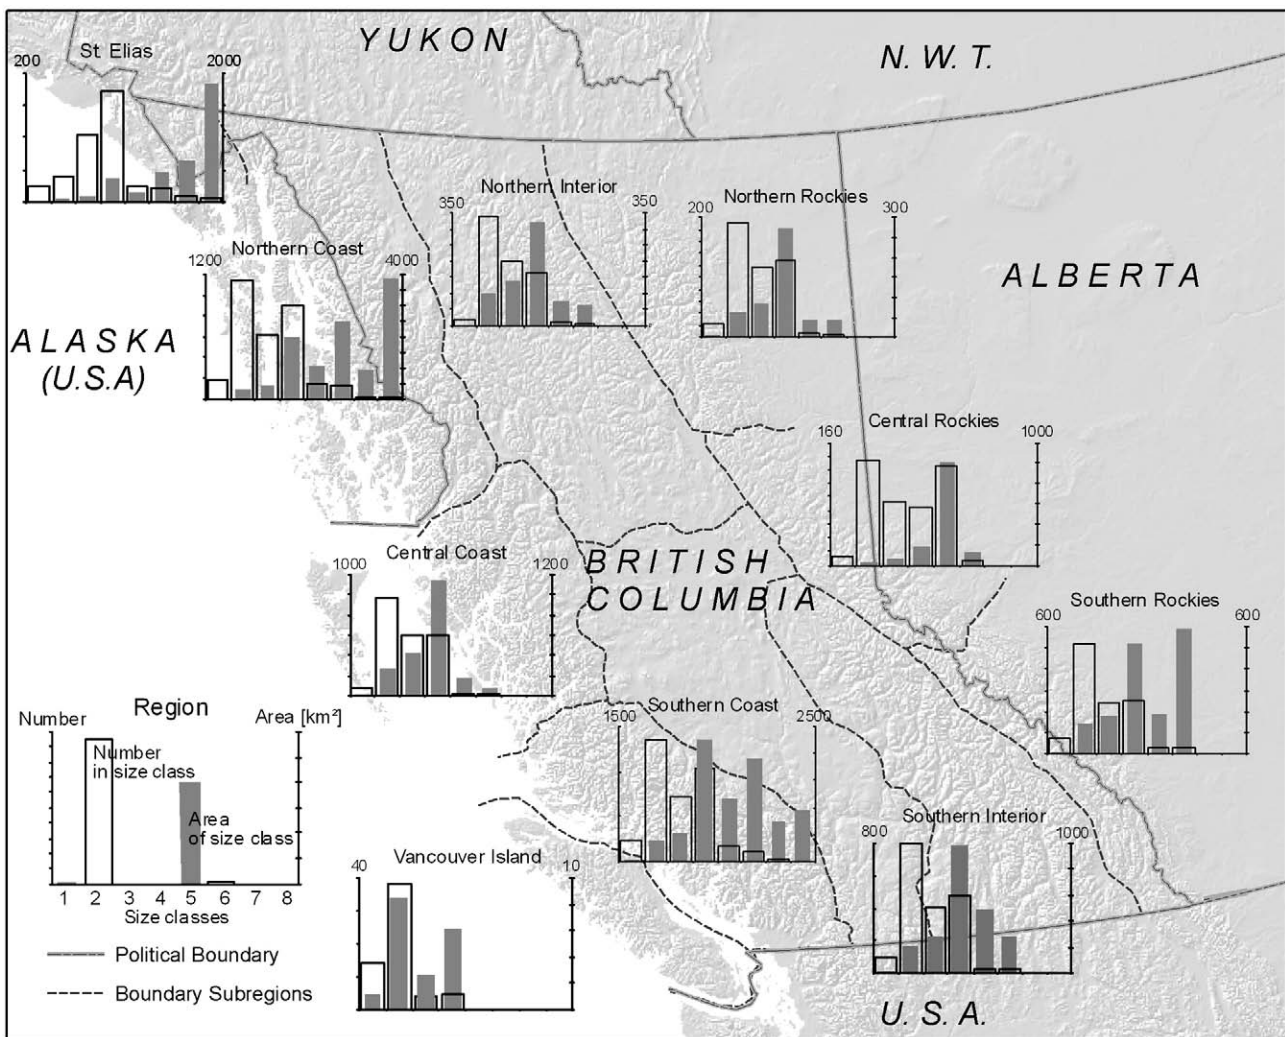 YUKON
N. W. T.
St. Elias
200
2000
Northern Interior
350
350
Northern Rockies
200
300
Northern Coast
1200
4000
ALBERTA
ALASKA
(U.S.A)
Central Rockies
160
1000
Central Coast
1000
1200
BRITISH
COLUMBIA
Southern Rockies
600
600
Number
Region
Area [km²]
Number
in size class
Area
of size class
1 2 3 4 5 6 7 8
Size classes
Southern Coast
1500
2500
Southern Interior
800
1000
Vancouver Island
40
10
Political Boundary
Boundary Subregions
U. S. A.